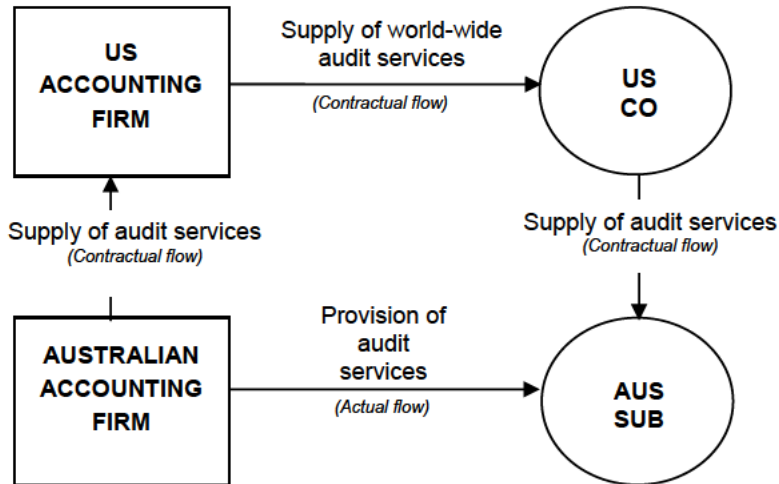 US
ACCOUNTING
FIRM
Supply of world-wide
audit services
(Contractual flow)
US
CO
Supply of audit services
(Contractual flow)
Supply of audit services
(Contractual flow)
AUSTRALIAN
ACCOUNTING
FIRM
Provision of
audit
services
(Actual flow)
AUS
SUB